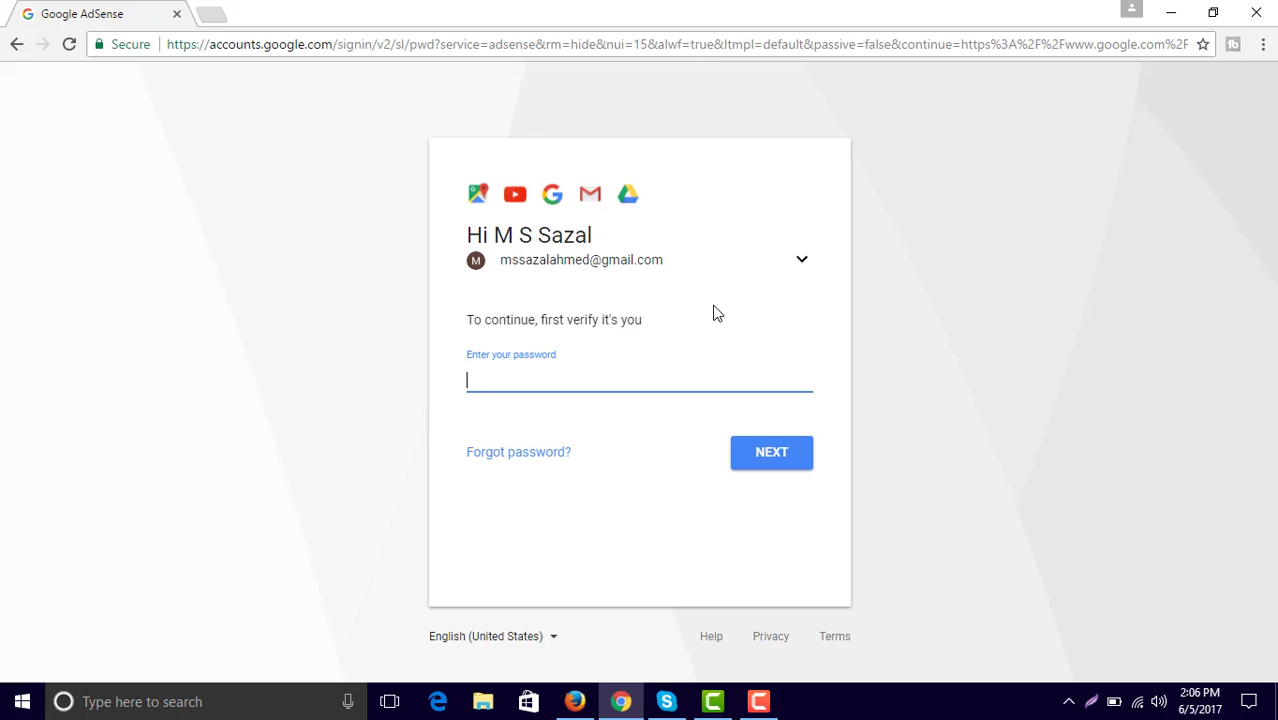 Google AdSense
Secure https://accounts.google.com/signin/v2/sl/pwd?service=adsense&rm=hide&nui=15&alwf=true&ltmpl=default&passive=false&continue=https%3A%2F%2Fwww.google.com%2F
Hi M S Sazal
M mssazalahmed@gmail.com
To continue, first verify it's you
Enter your password
Forgot password? NEXT
English (United States) Help Privacy Terms
Type here to search
2:06 PM
6/5/2017